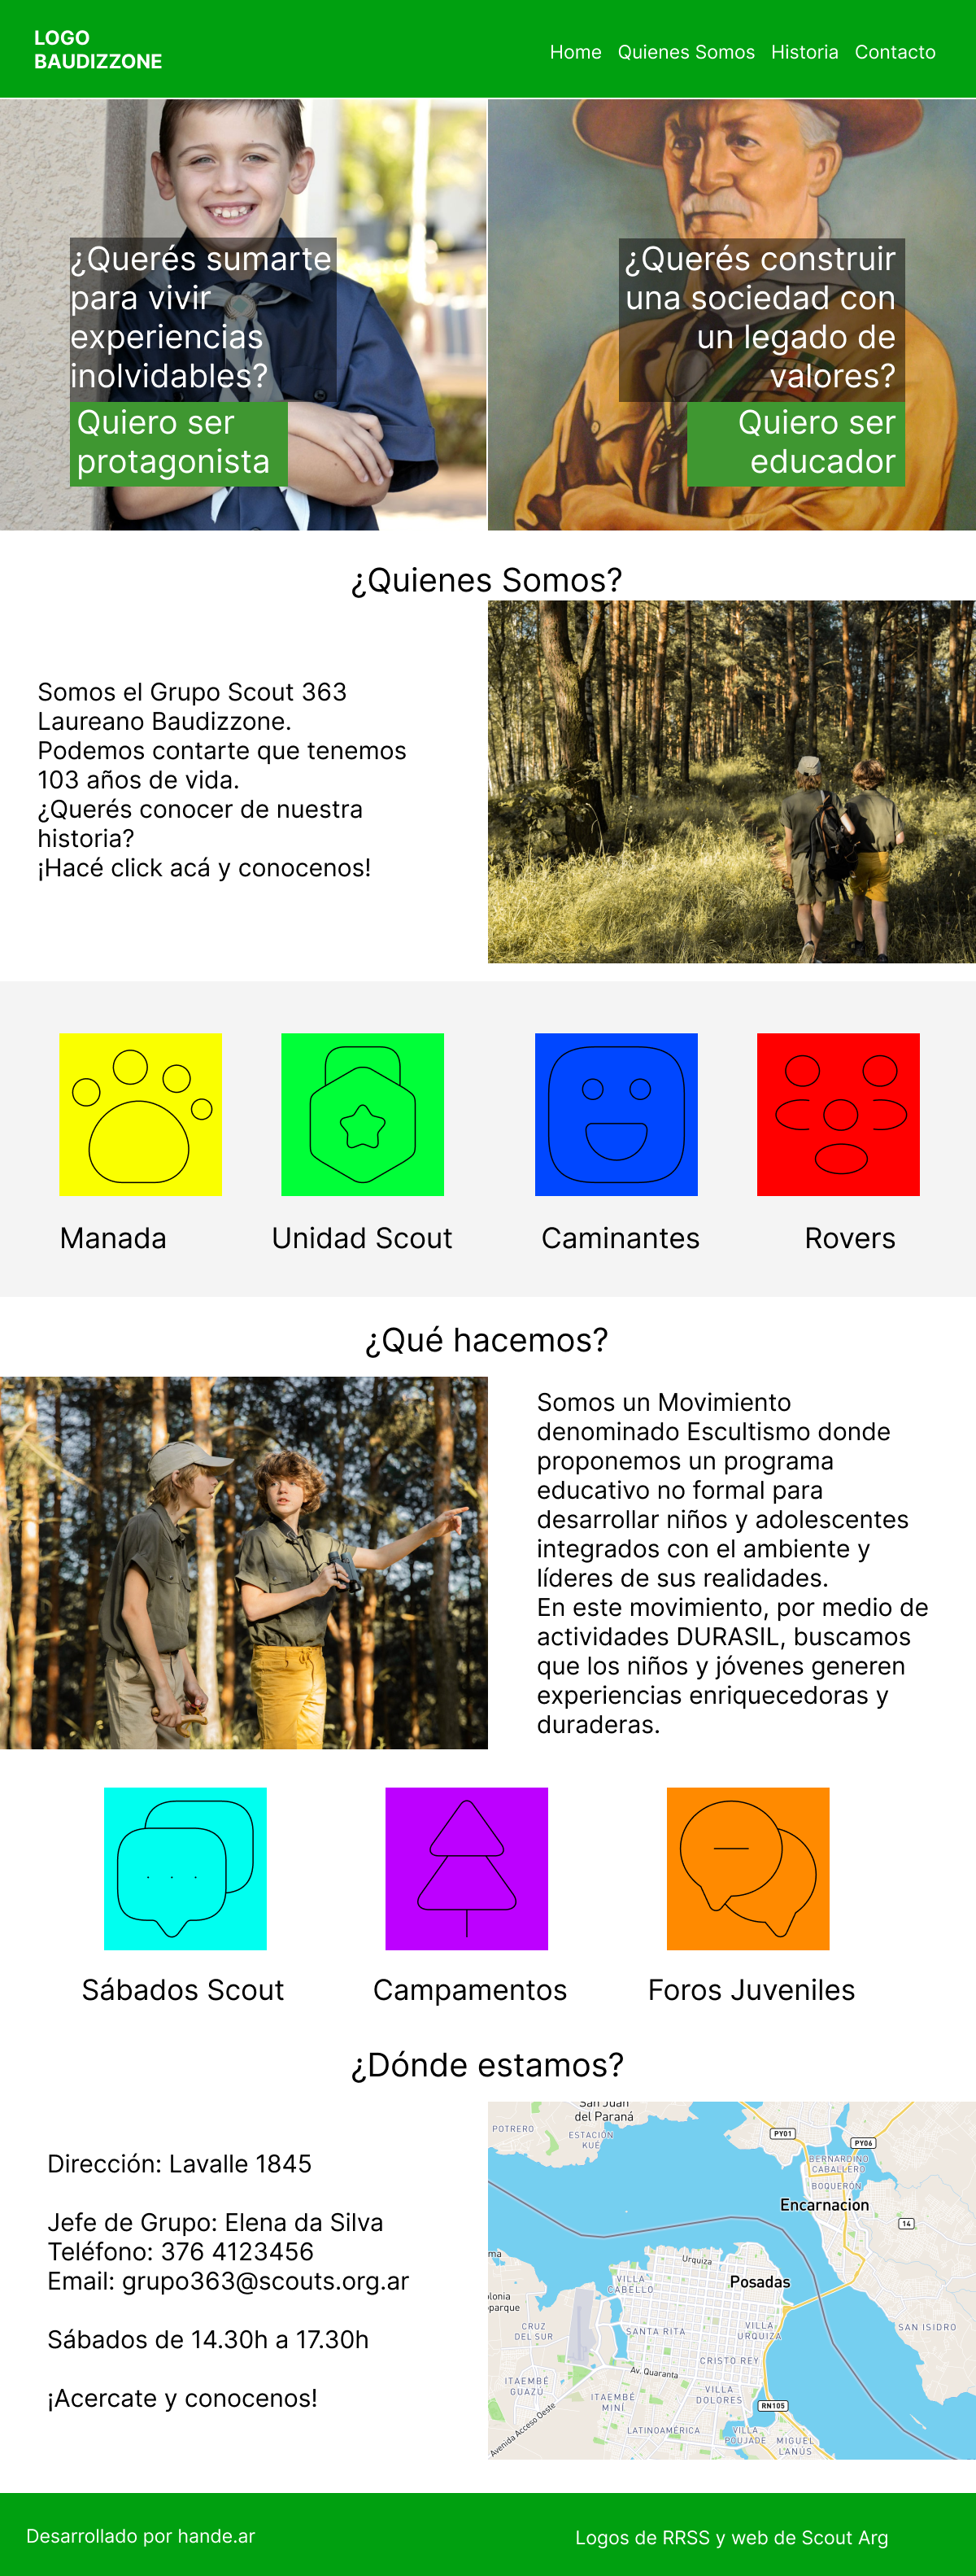 LOGO
BAUDIZZONE
Home Quienes Somos Historia Contacto
¿Querés sumarte
para vivir
experiencias
inolvidables?
Quiero ser
protagonista
¿Querés construir
una sociedad con
un legado de
valores?
Quiero ser
educador
¿Quienes Somos?
Somos el Grupo Scout 363
Laureano Baudizzone.
Podemos contarte que tenemos
103 años de vida.
¿Querés conocer de nuestra
historia?
¡Hacé click acá y conocenos!
Manada
Unidad Scout
Caminantes
Rovers
¿Qué hacemos?
Somos un Movimiento
denominado Escultismo donde
proponemos un programa
educativo no formal para
desarrollar niños y adolescentes
integrados con el ambiente y
líderes de sus realidades.
En este movimiento, por medio de
actividades DURASIL, buscamos
que los niños y jóvenes generen
experiencias enriquecedoras y
duraderas.
Sábados Scout
Campamentos
Foros Juveniles
¿Dónde estamos?
Dirección: Lavalle 1845
Jefe de Grupo: Elena da Silva
Teléfono: 376 4123456
Email: grupo363@scouts.org.ar
Sábados de 14.30h a 17.30h
¡Acercate y conocenos!
San Juan
del Paraná
POTRERO
ESTACIÓN
KUÉ
PY01
PY06
BERNARDINO
CABALLERO
BOQUERÓN
Encarnacion
14
ma
Urquiza
VILLA
CABELLO
Posadas
lonia
parque
CRUZ
DEL SUR
SANTA RITA
VILLA
URQUIZA
SAN ISIDRO
CRISTO REY
Av. Quaranta
ITAEMBÉ
GUAZÚ
ITAEMBÉ
MINÍ
VILLA
DOLORES
RN105
Avenida Acceso Oeste
LATINOAMÉRICA
VILLA
POUJADE
MIGUEL
LANÚS
Desarrollado por hande.ar
Logos de RRSS y web de Scout Arg